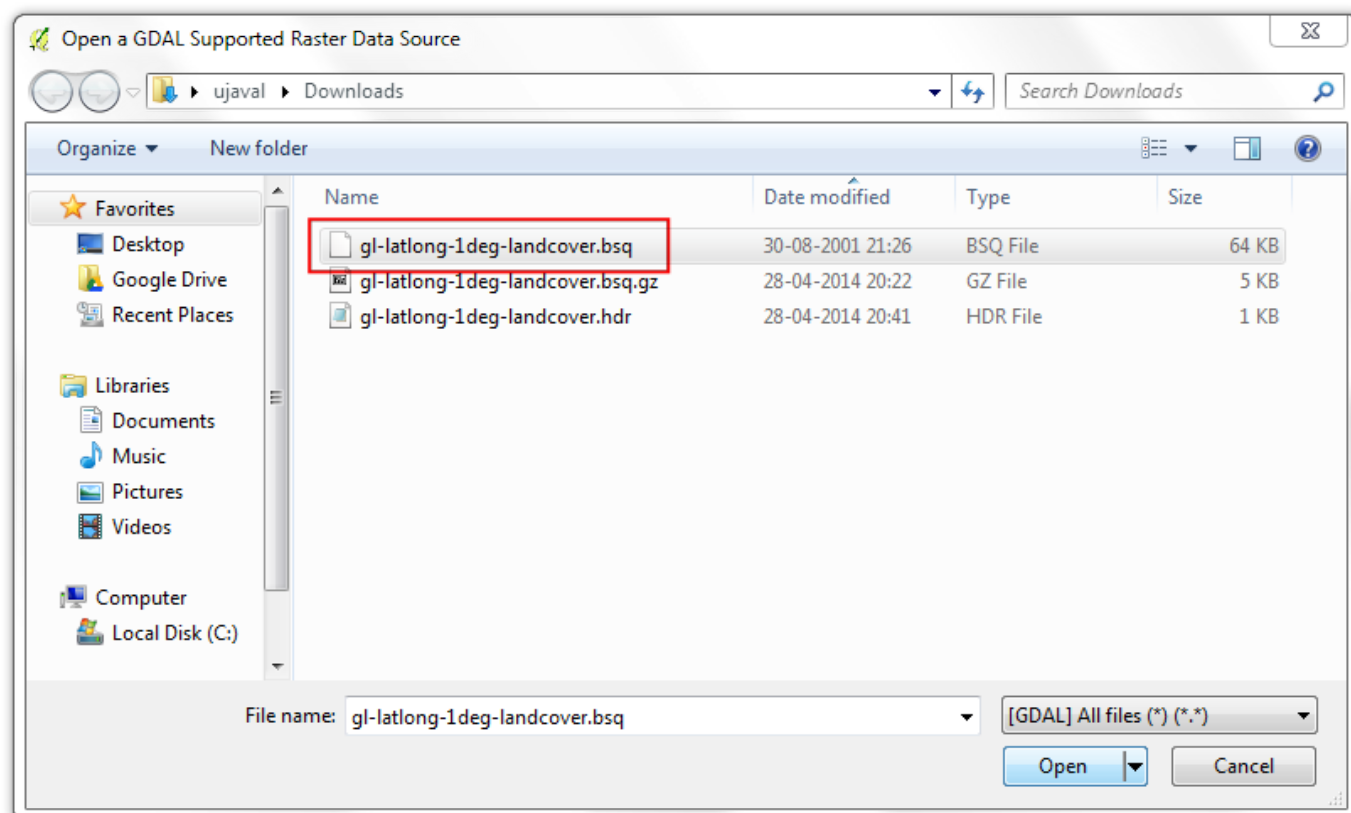 Open a GDAL Supported Raster Data Source
ujaval Downloads
Search Downloads
Organize New folder
Favorites
Desktop
Google Drive
Recent Places
Libraries
Documents
Music
Pictures
Videos
Computer
Local Disk (C:)
Name Date modified Type Size
gl-latlong-1deg-landcover.bsq 30-08-2001 21:26 BSQ File 64 KB
gl-latlong-1deg-landcover.bsq.gz 28-04-2014 20:22 GZ File 5 KB
gl-latlong-1deg-landcover.hdr 28-04-2014 20:41 HDR File 1 KB
File name: gl-latlong-1deg-landcover.bsq [GDAL] All files (*) (*.*)
Open Cancel